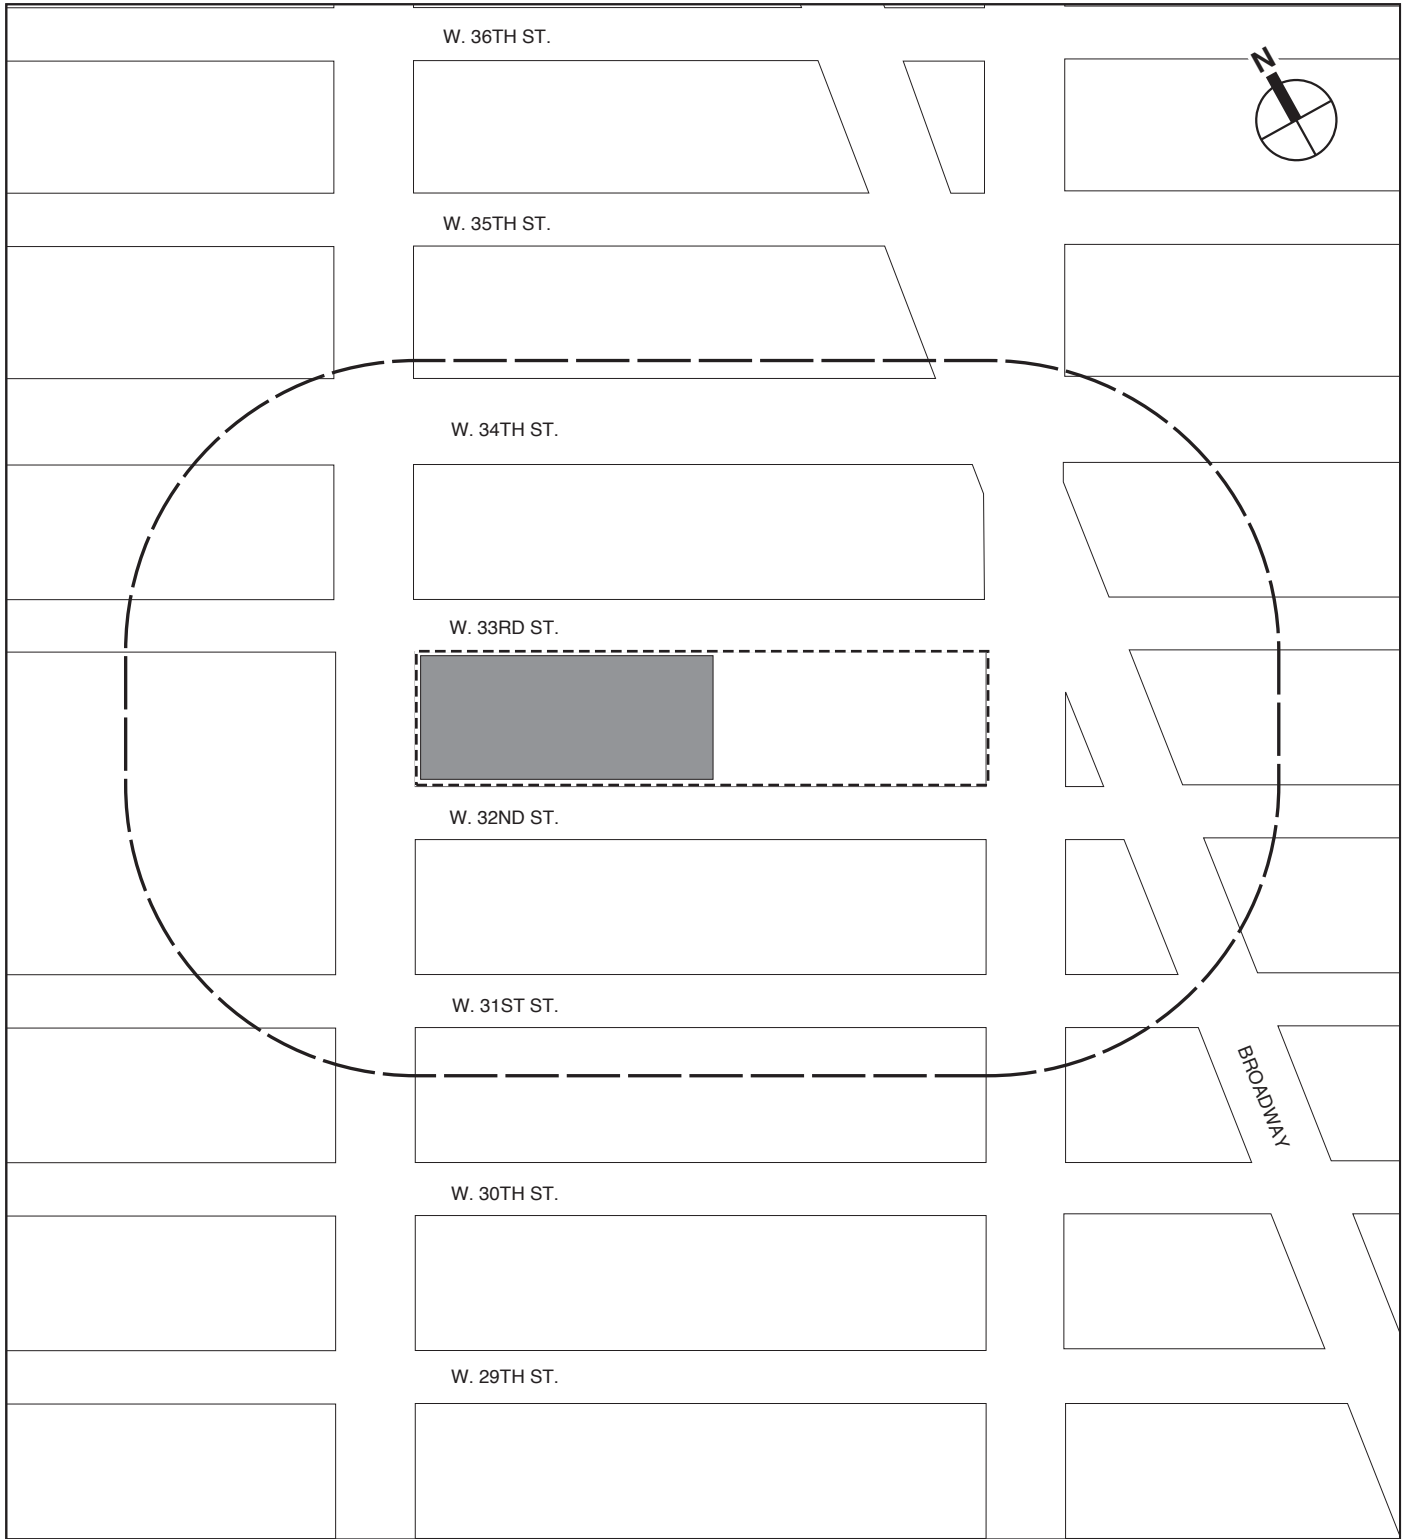 W. 36TH ST.
N
W. 35TH ST.
W. 34TH ST.
W. 33RD ST.
W. 32ND ST.
W. 31ST ST.
BROADWAY
W. 30TH ST.
W. 29TH ST.